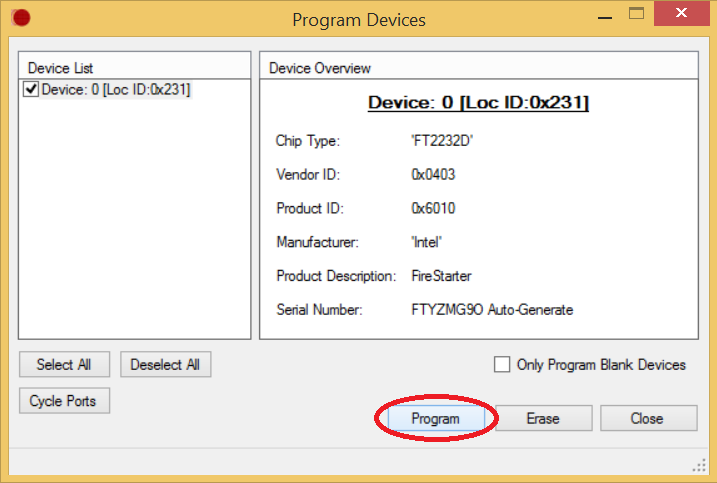 Program Devices
Device List
Device: 0 [Loc ID:0x231]
Device Overview
Device: 0 [Loc ID:0x231]
Chip Type: 'FT2232D'
Vendor ID: 0x0403
Product ID: 0x6010
Manufacturer: 'Intel'
Product Description: FireStarter
Serial Number: FTYZMG9O Auto-Generate
Select All Deselect All Only Program Blank Devices
Cycle Ports
Program Erase Close